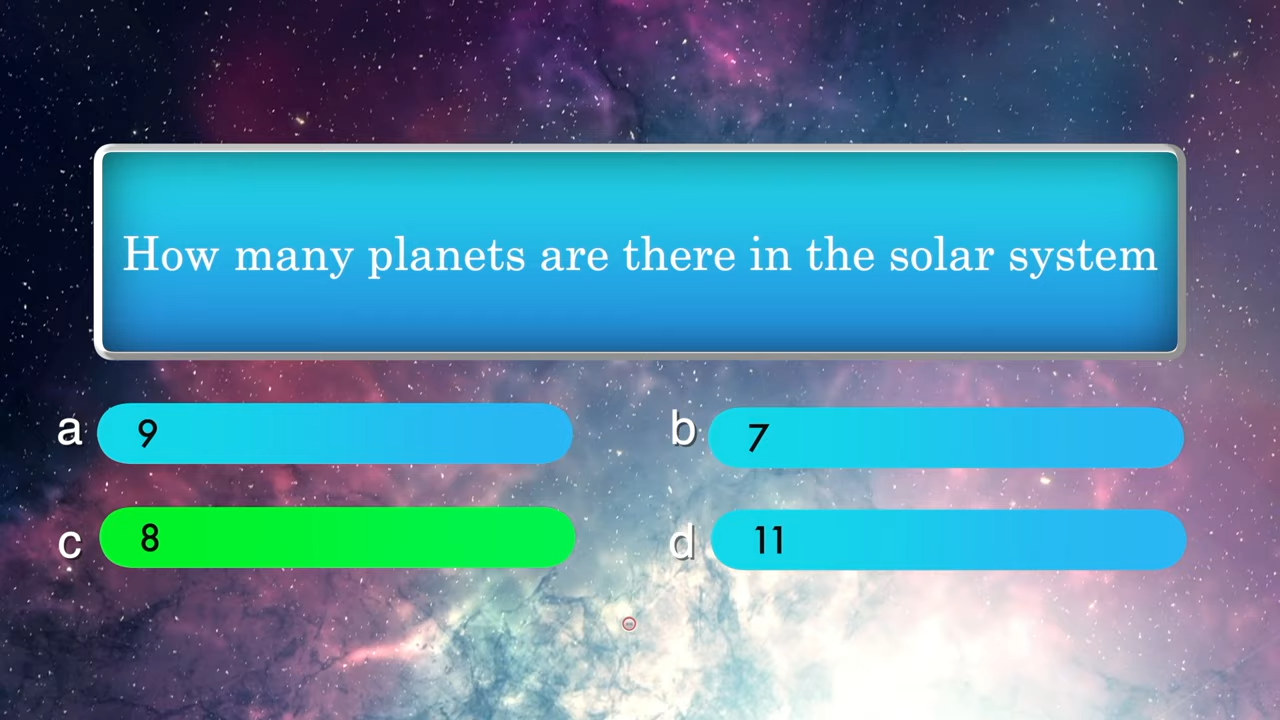 How many planets are there in the solar system
a 9
b 7
c 8
d 11